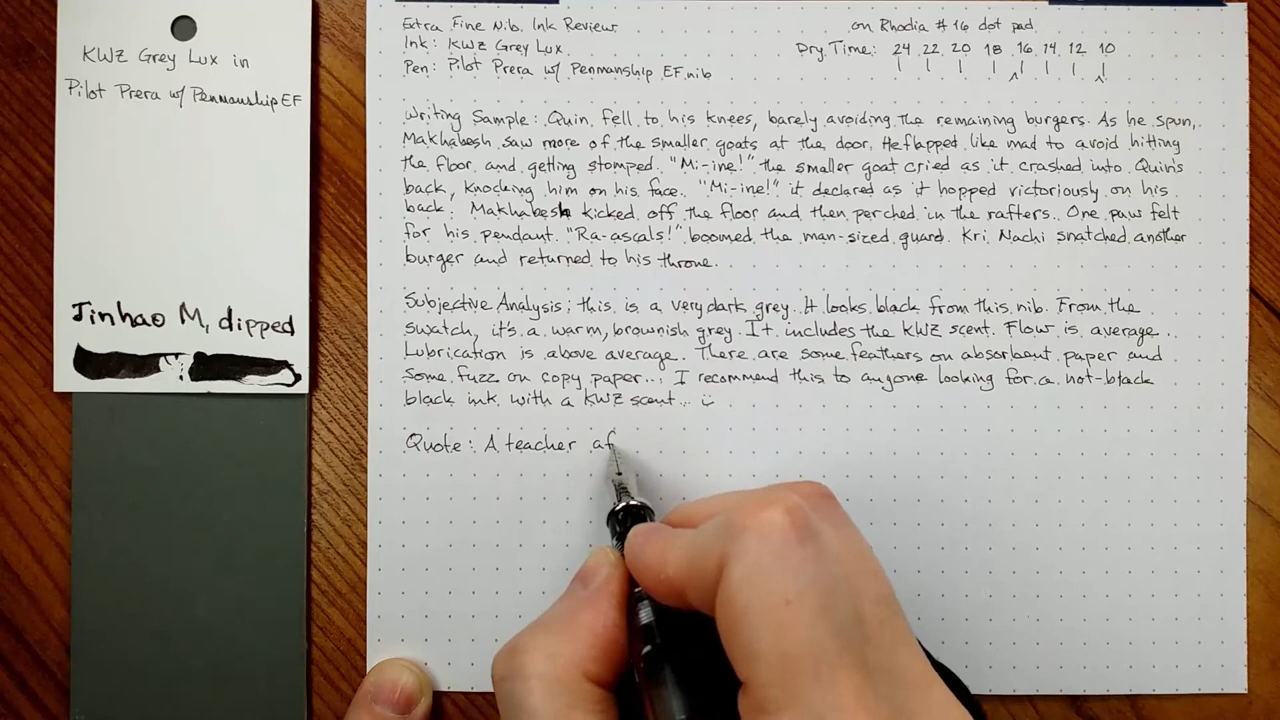 KWZ Grey Lux in
Pilot Prera w/ Penmanship EF
Jinhao M, dipped
Extra Fine Nib Ink Review
Ink: KWZ Grey Lux
Pen: Pilot Prera w/ Penmanship EF nib
on Rhodia #16 dot pad
Dry Time: 24 22 20 18 16 14 12 10
Writing Sample: Quin fell to his knees, barely avoiding the remaining burgers. As he spun,
Makhabesh saw more of the smaller goats at the door. He flapped like mad to avoid hitting
the floor and getting stomped. "Mi-ine!" the smaller goat cried as it crashed into Quin's
back, knocking him on his face. "Mi-ine!" it declared as it hopped victoriously on his
back. Makhabesh kicked off the floor and then perched in the rafters. One paw felt
for his pendant. "Ra-ascals!" boomed the man-sized guard. Kri Nachi snatched another
burger and returned to his throne.
Subjective Analysis: this is a very dark grey. It looks black from this nib. From the
swatch, it's a warm, brownish grey. It includes the KWZ scent. Flow is average.
Lubrication is above average. There are some feathers on absorbent paper and
some fuzz on copy paper... I recommend this to anyone looking for a not-black
black ink with a KWZ scent... :)
Quote: A teacher af